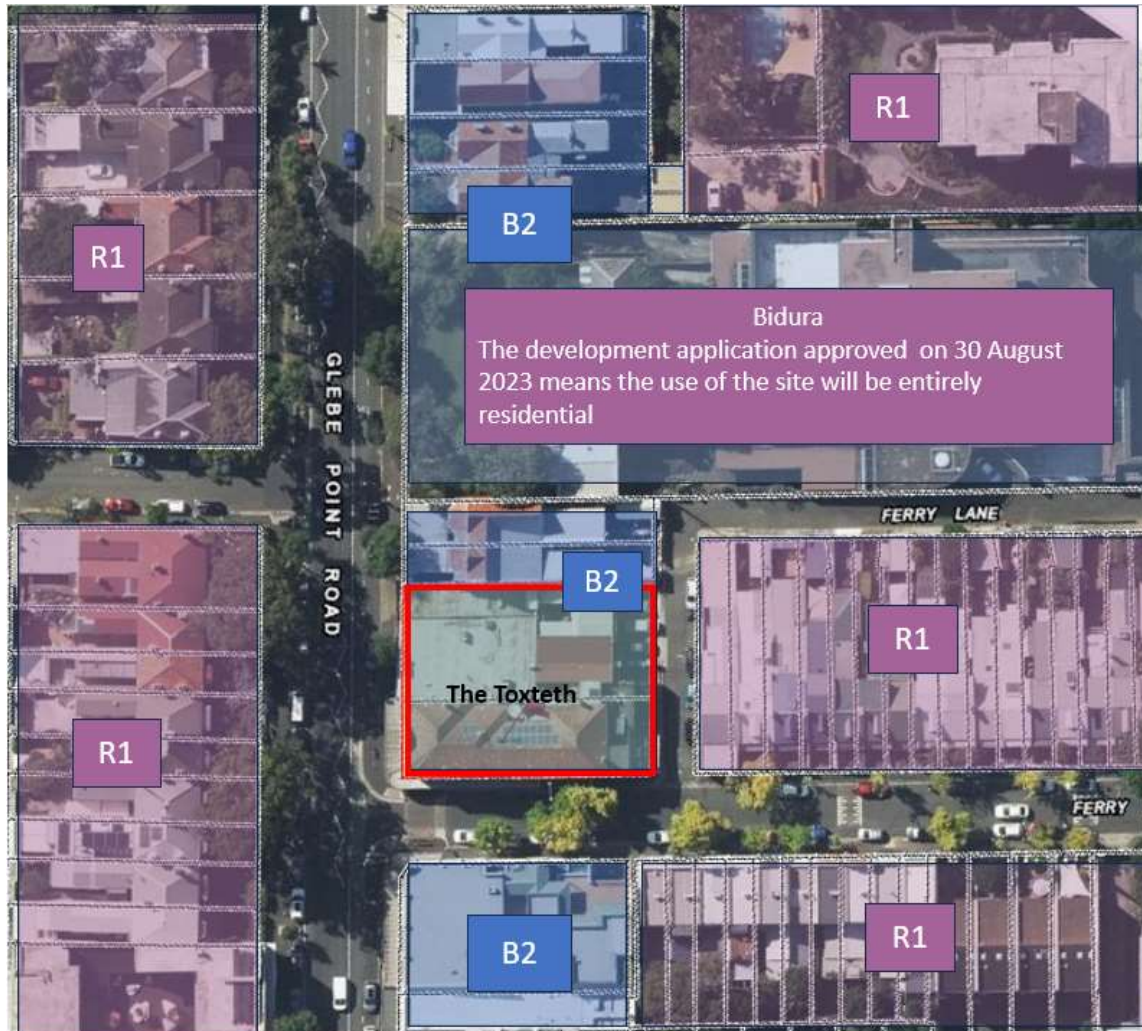 R1
B2
R1
Bidura
The development application approved on 30 August
2023 means the use of the site will be entirely
residential
GLEBE POINT ROAD
FERRY LANE
B2
R1
The Toxteth
R1
FERRY
B2
R1